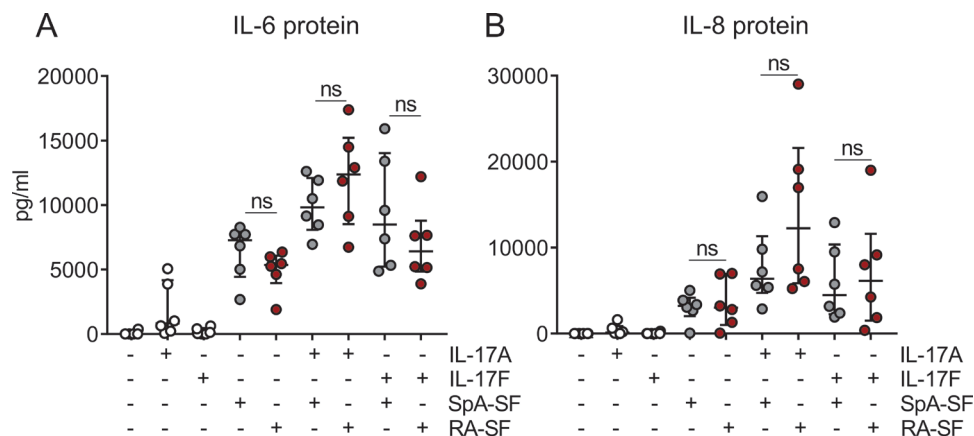 A IL-6 protein
20000
15000
10000
5000
0
pg/ml
ns
ns
ns
B IL-8 protein
30000
20000
10000
0
ns
ns
ns
- + - - - + + - - IL-17A - + - - - + + - - IL-17A
- - + - - - - + + IL-17F - - + - - - - + + IL-17F
- - - + - + - + - SpA-SF - - - + - + - + - SpA-SF
- - - - + - + - + RA-SF - - - - + - + - + RA-SF